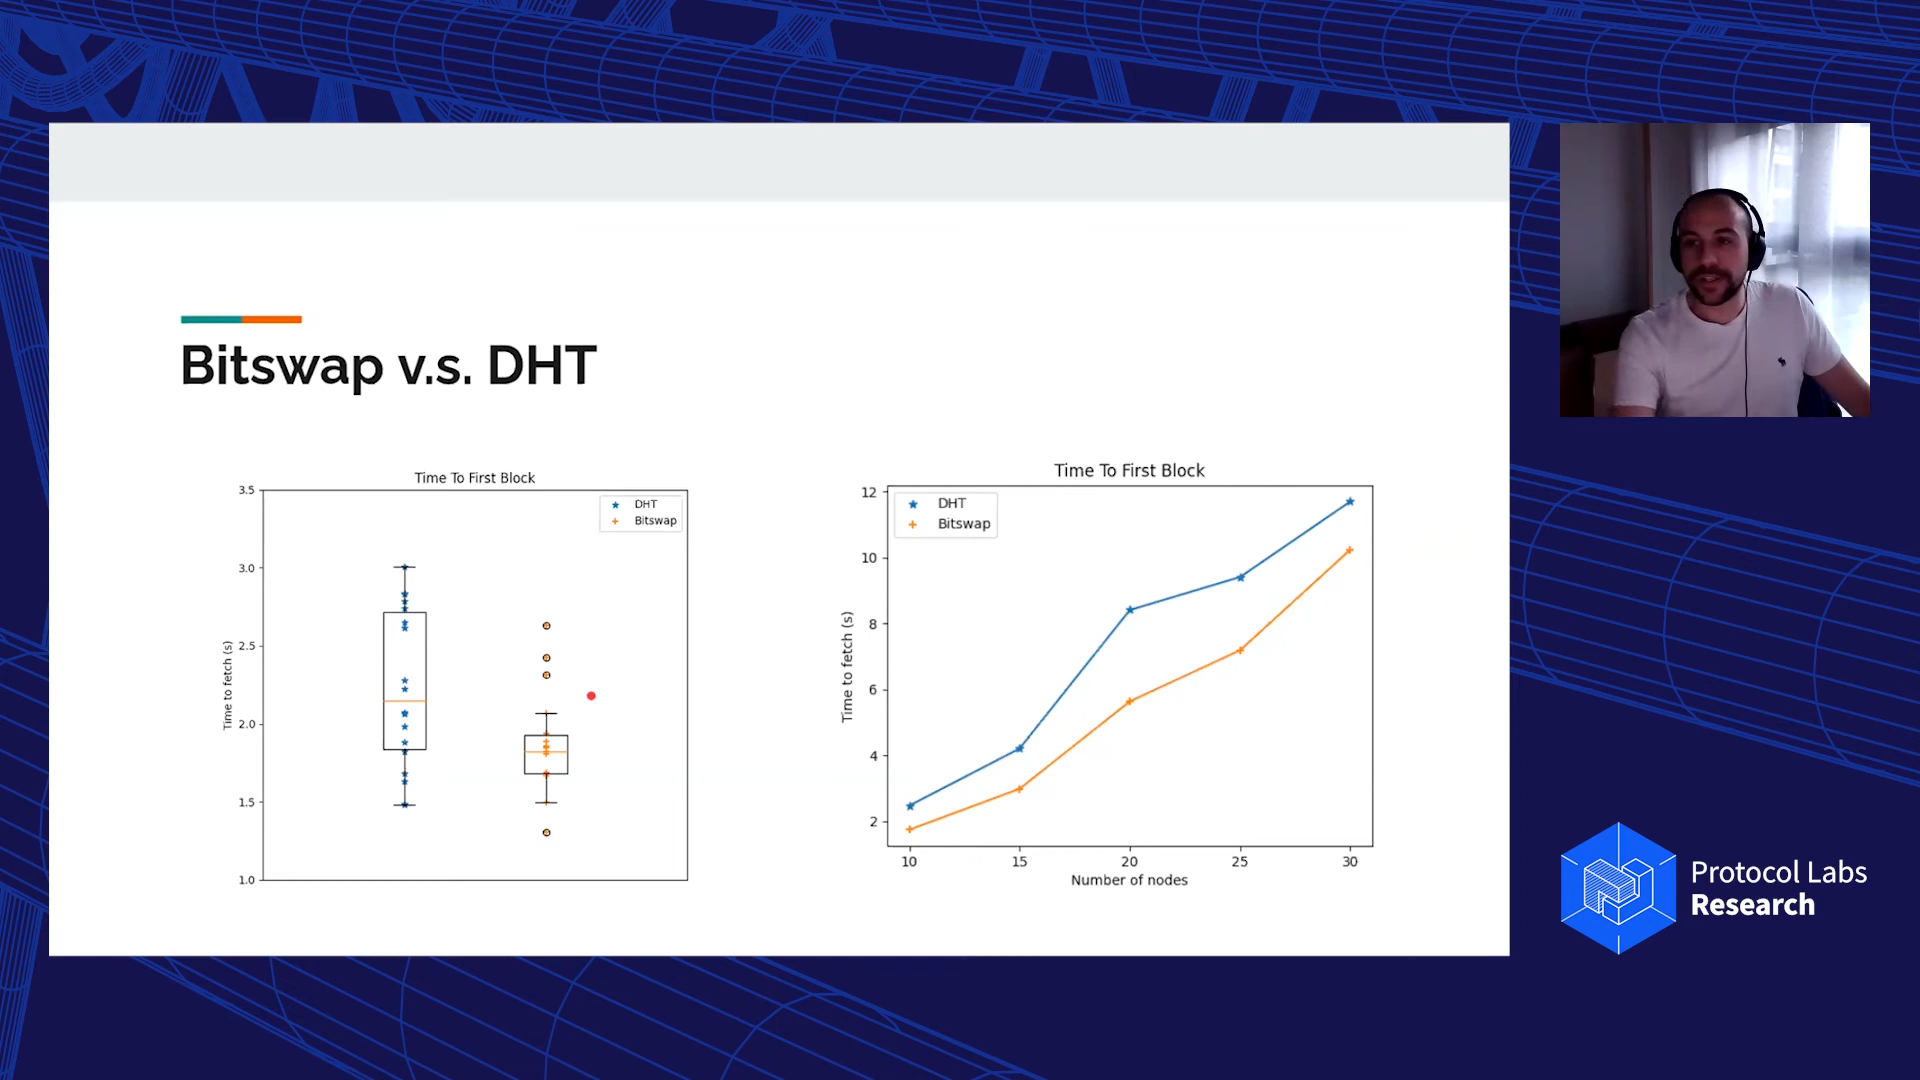 Bitswap v.s. DHT
Time To First Block
3.5
3.0
2.5
2.0
1.5
1.0
Time to fetch (s)
DHT
Bitswap
Time To First Block
12
10
8
6
4
2
Time to fetch (s)
DHT
Bitswap
10 15 20 25 30
Number of nodes
Protocol Labs
Research